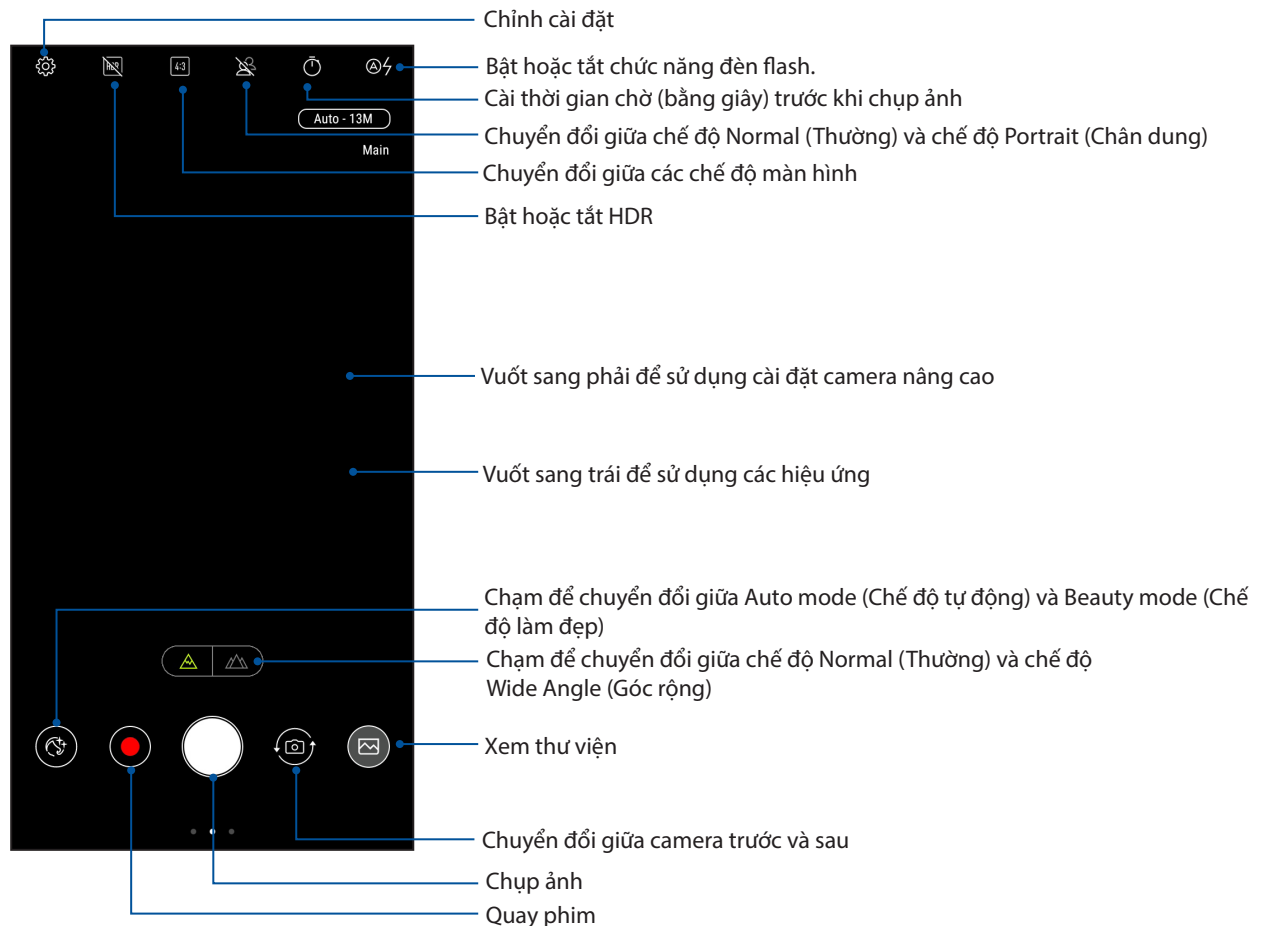 Chỉnh cài đặt
HDR
4:3
A
Bật hoặc tắt chức năng đèn flash.
Cài thời gian chờ (bằng giây) trước khi chụp ảnh
Auto - 13M
Chuyển đổi giữa chế độ Normal (Thường) và chế độ Portrait (Chân dung)
Main
Chuyển đổi giữa các chế độ màn hình
Bật hoặc tắt HDR
Vuốt sang phải để sử dụng cài đặt camera nâng cao
Vuốt sang trái để sử dụng các hiệu ứng
Chạm để chuyển đổi giữa Auto mode (Chế độ tự động) và Beauty mode (Chế
độ làm đẹp)
Chạm để chuyển đổi giữa chế độ Normal (Thường) và chế độ
Wide Angle (Góc rộng)
Xem thư viện
Chuyển đổi giữa camera trước và sau
Chụp ảnh
Quay phim